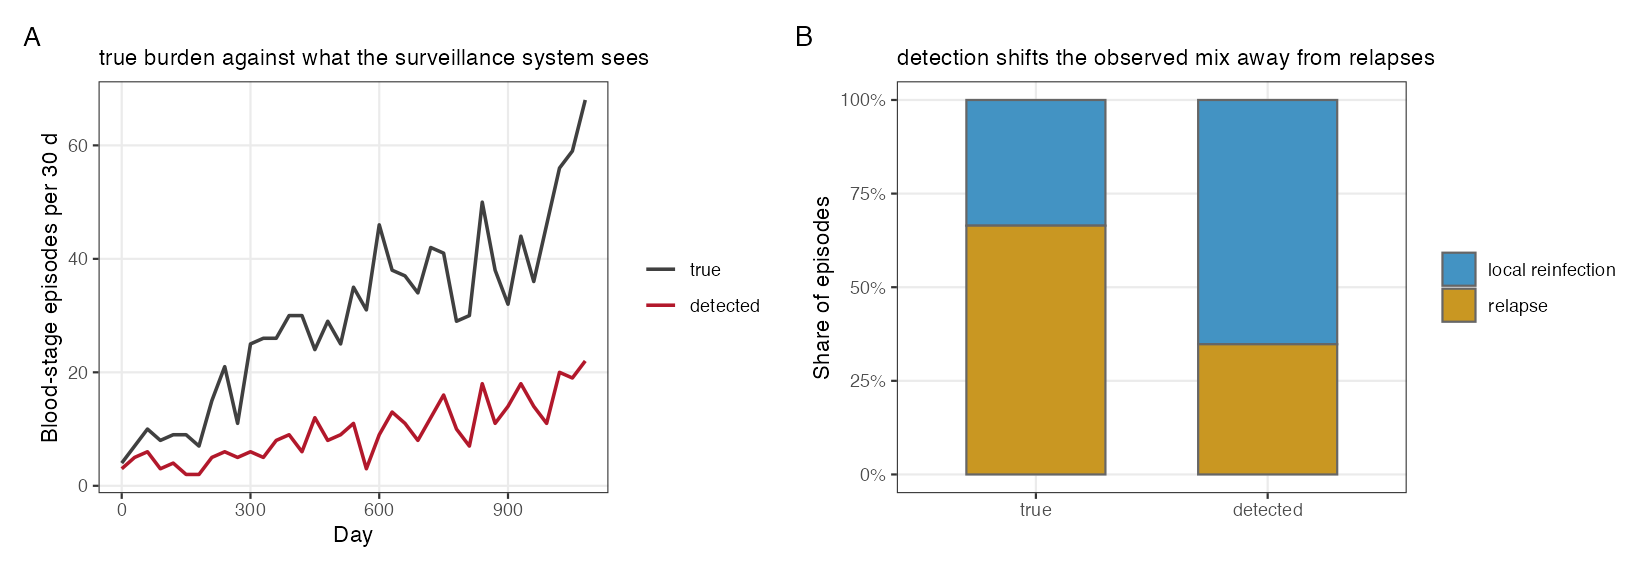 A
true burden against what the surveillance system sees
Blood-stage episodes per 30 d
60
40
20
0
0 300 600 900
Day
true
detected
B
detection shifts the observed mix away from relapses
Share of episodes
100%
75%
50%
25%
0%
true detected
local reinfection
relapse